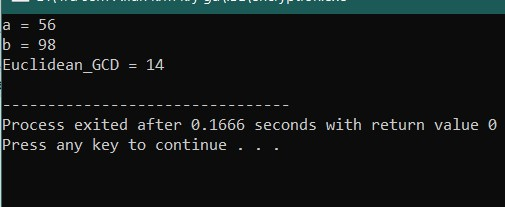 a = 56
b = 98
Euclidean_GCD = 14
--------------------------------
Process exited after 0.1666 seconds with return value 0
Press any key to continue . . .